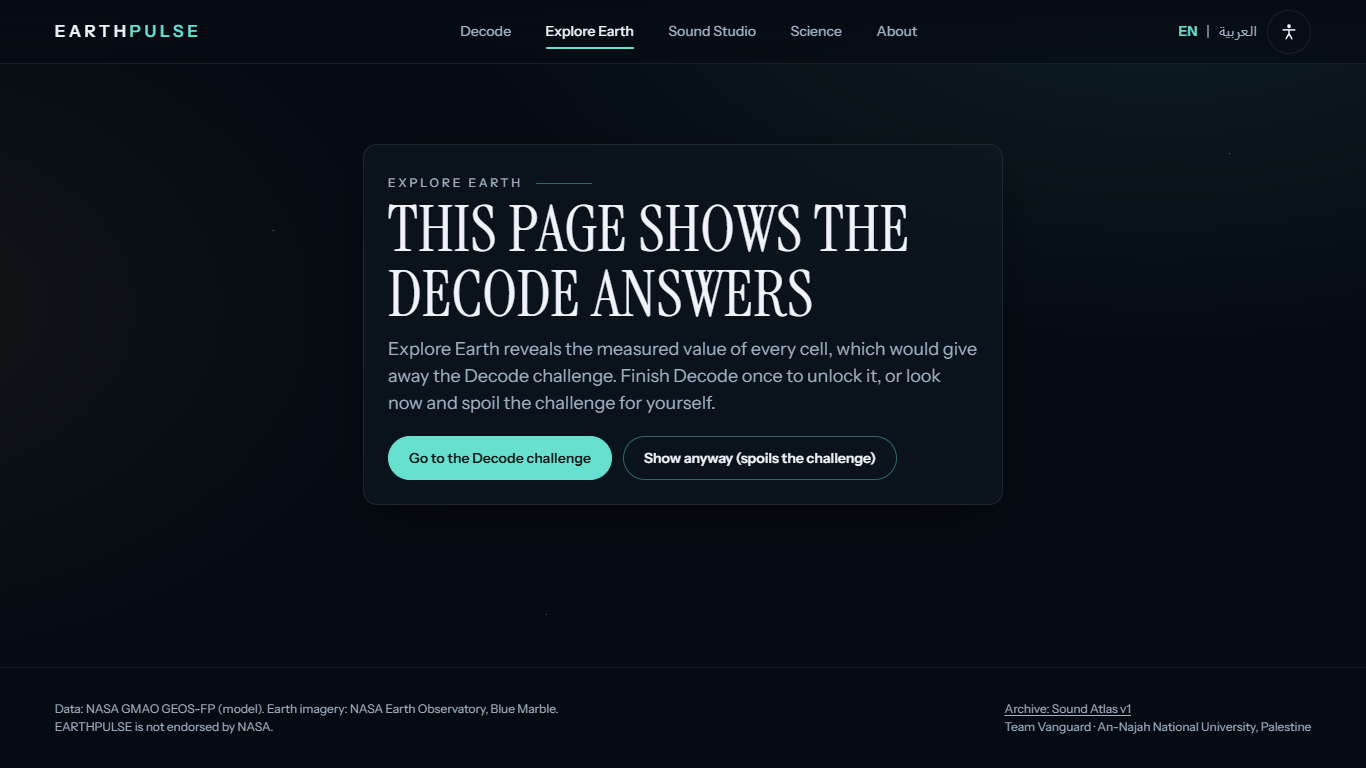 EARTHPULSE
Decode
Explore Earth
Sound Studio
Science
About
EN | العربية
EXPLORE EARTH
THIS PAGE SHOWS THE
DECODE ANSWERS
Explore Earth reveals the measured value of every cell, which would give
away the Decode challenge. Finish Decode once to unlock it, or look
now and spoil the challenge for yourself.
Go to the Decode challenge
Show anyway (spoils the challenge)
Data: NASA GMAO GEOS-FP (model). Earth imagery: NASA Earth Observatory, Blue Marble.
EARTHPULSE is not endorsed by NASA.
Archive: Sound Atlas v1
Team Vanguard · An-Najah National University, Palestine